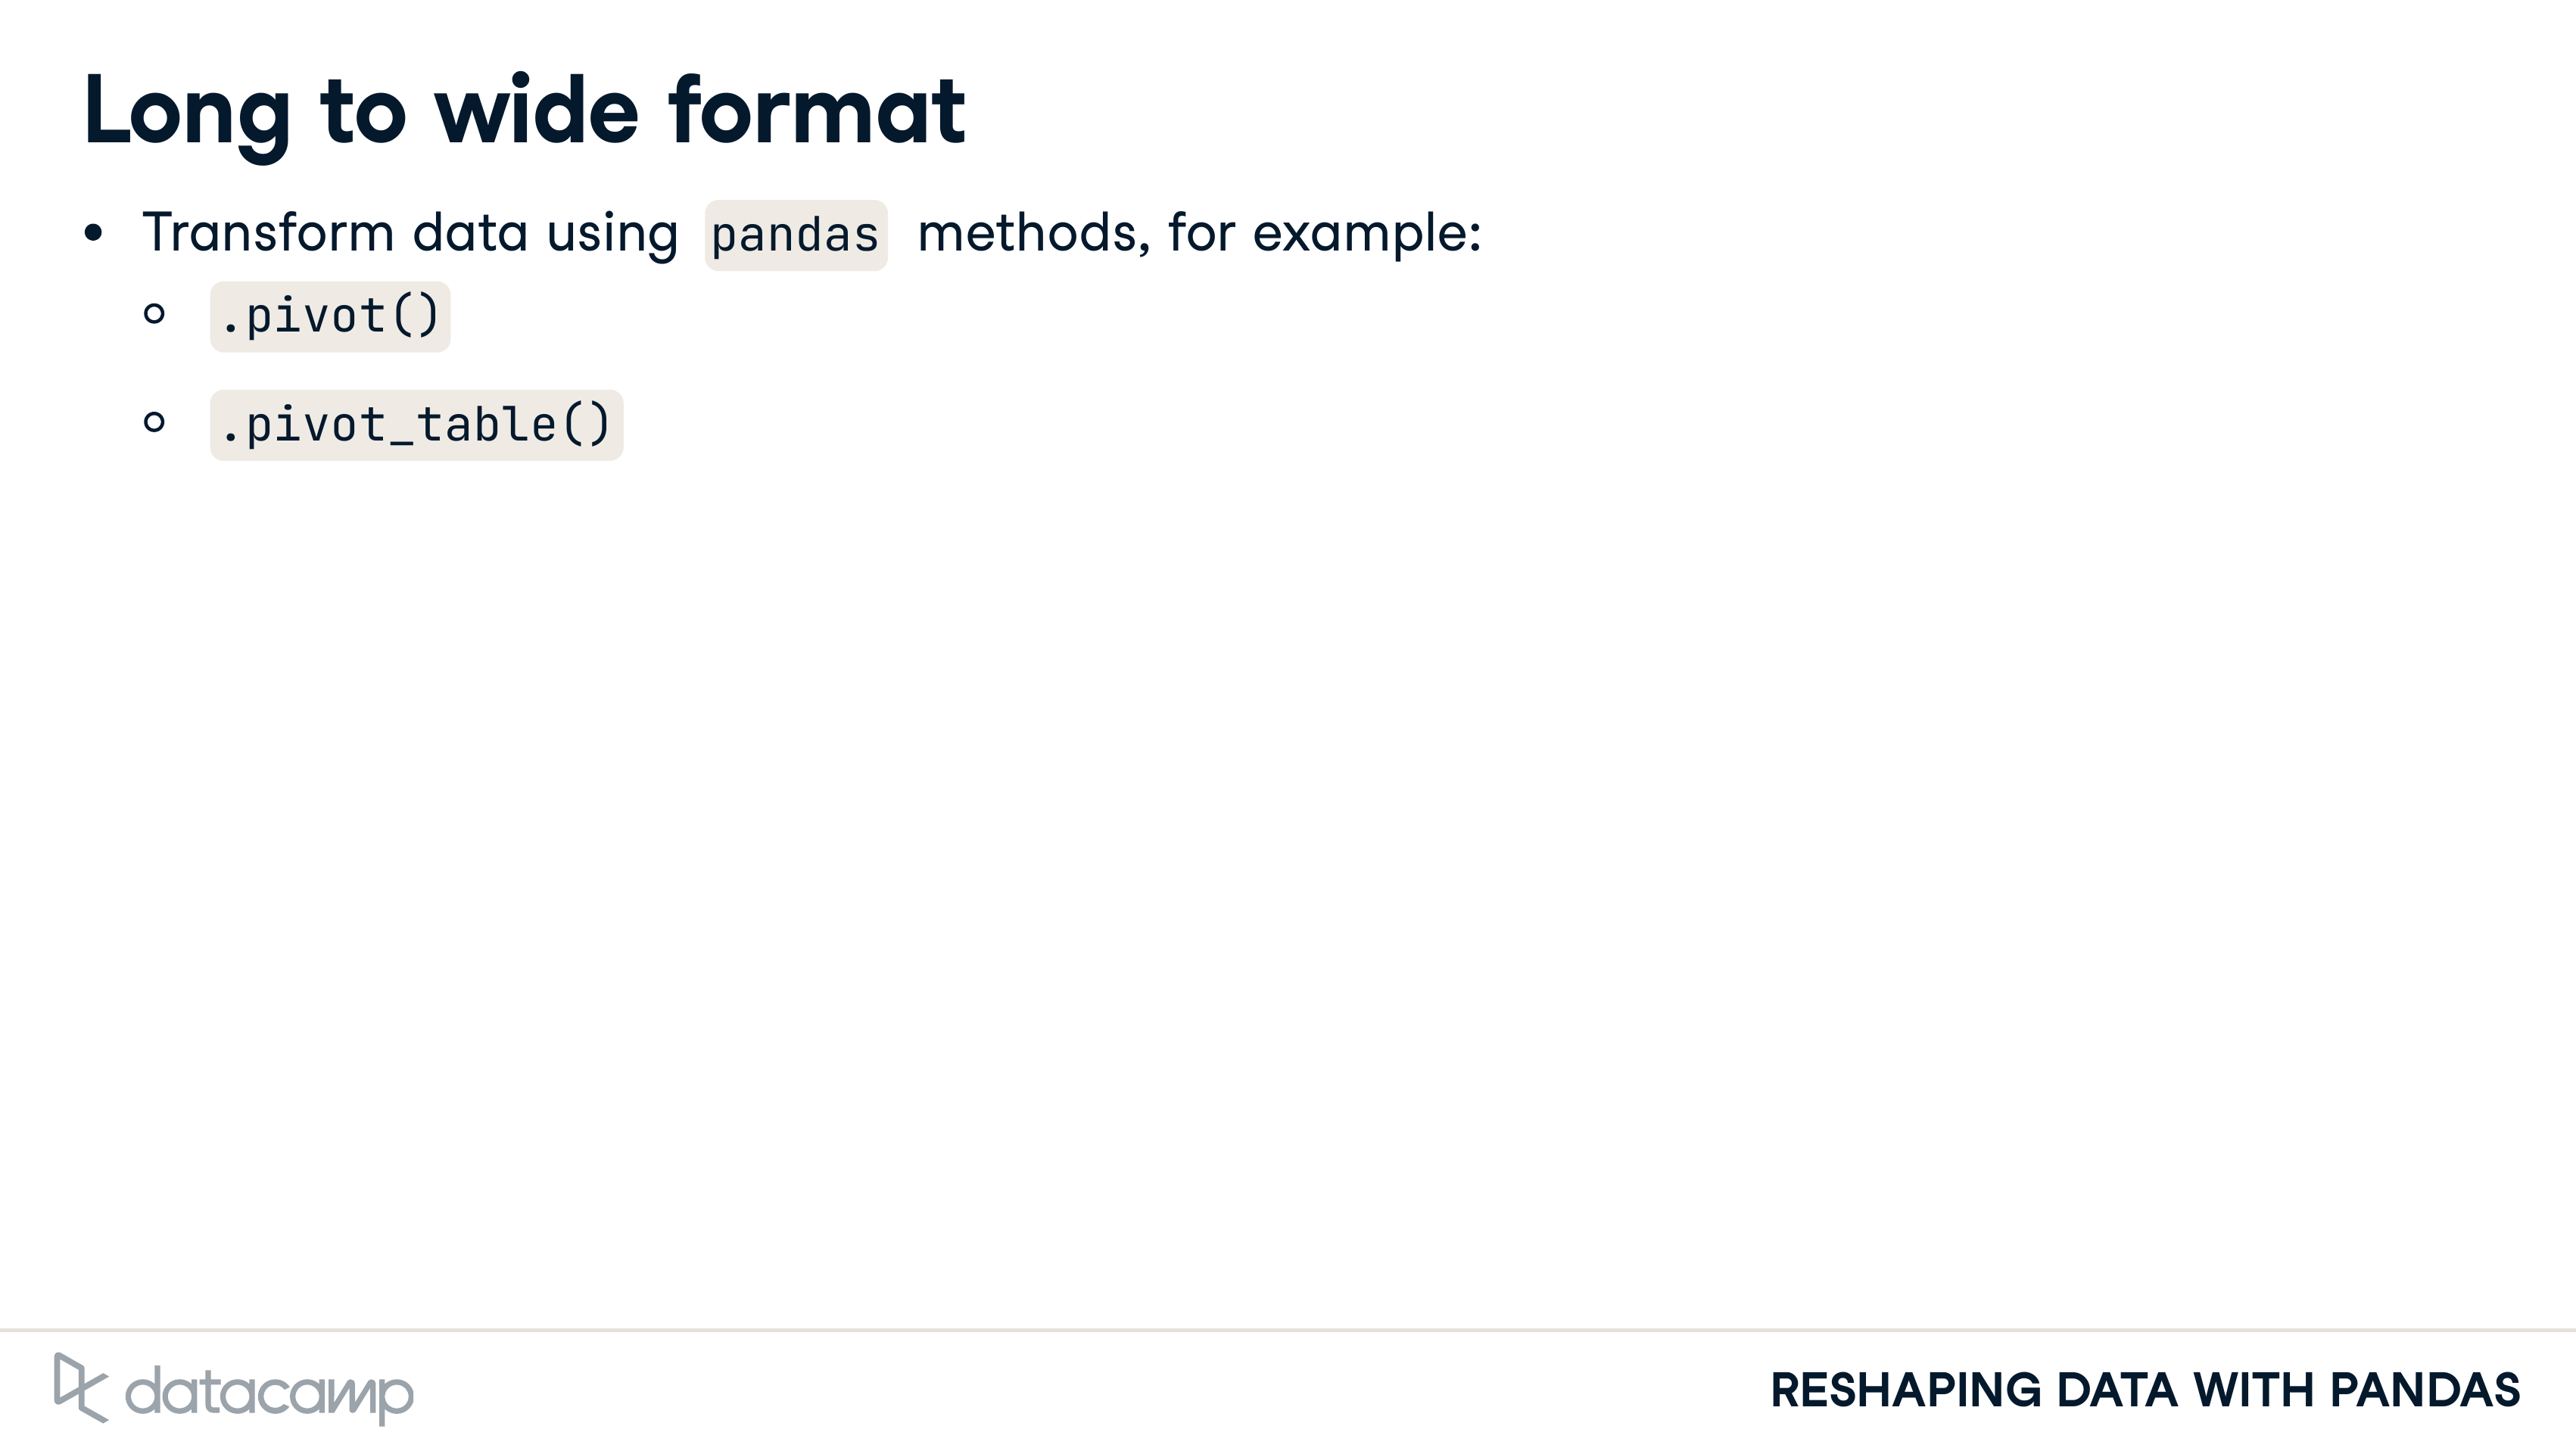 Long to wide format
• Transform data using pandas methods, for example:
.pivot()
.pivot_table()
datacamp
RESHAPING DATA WITH PANDAS